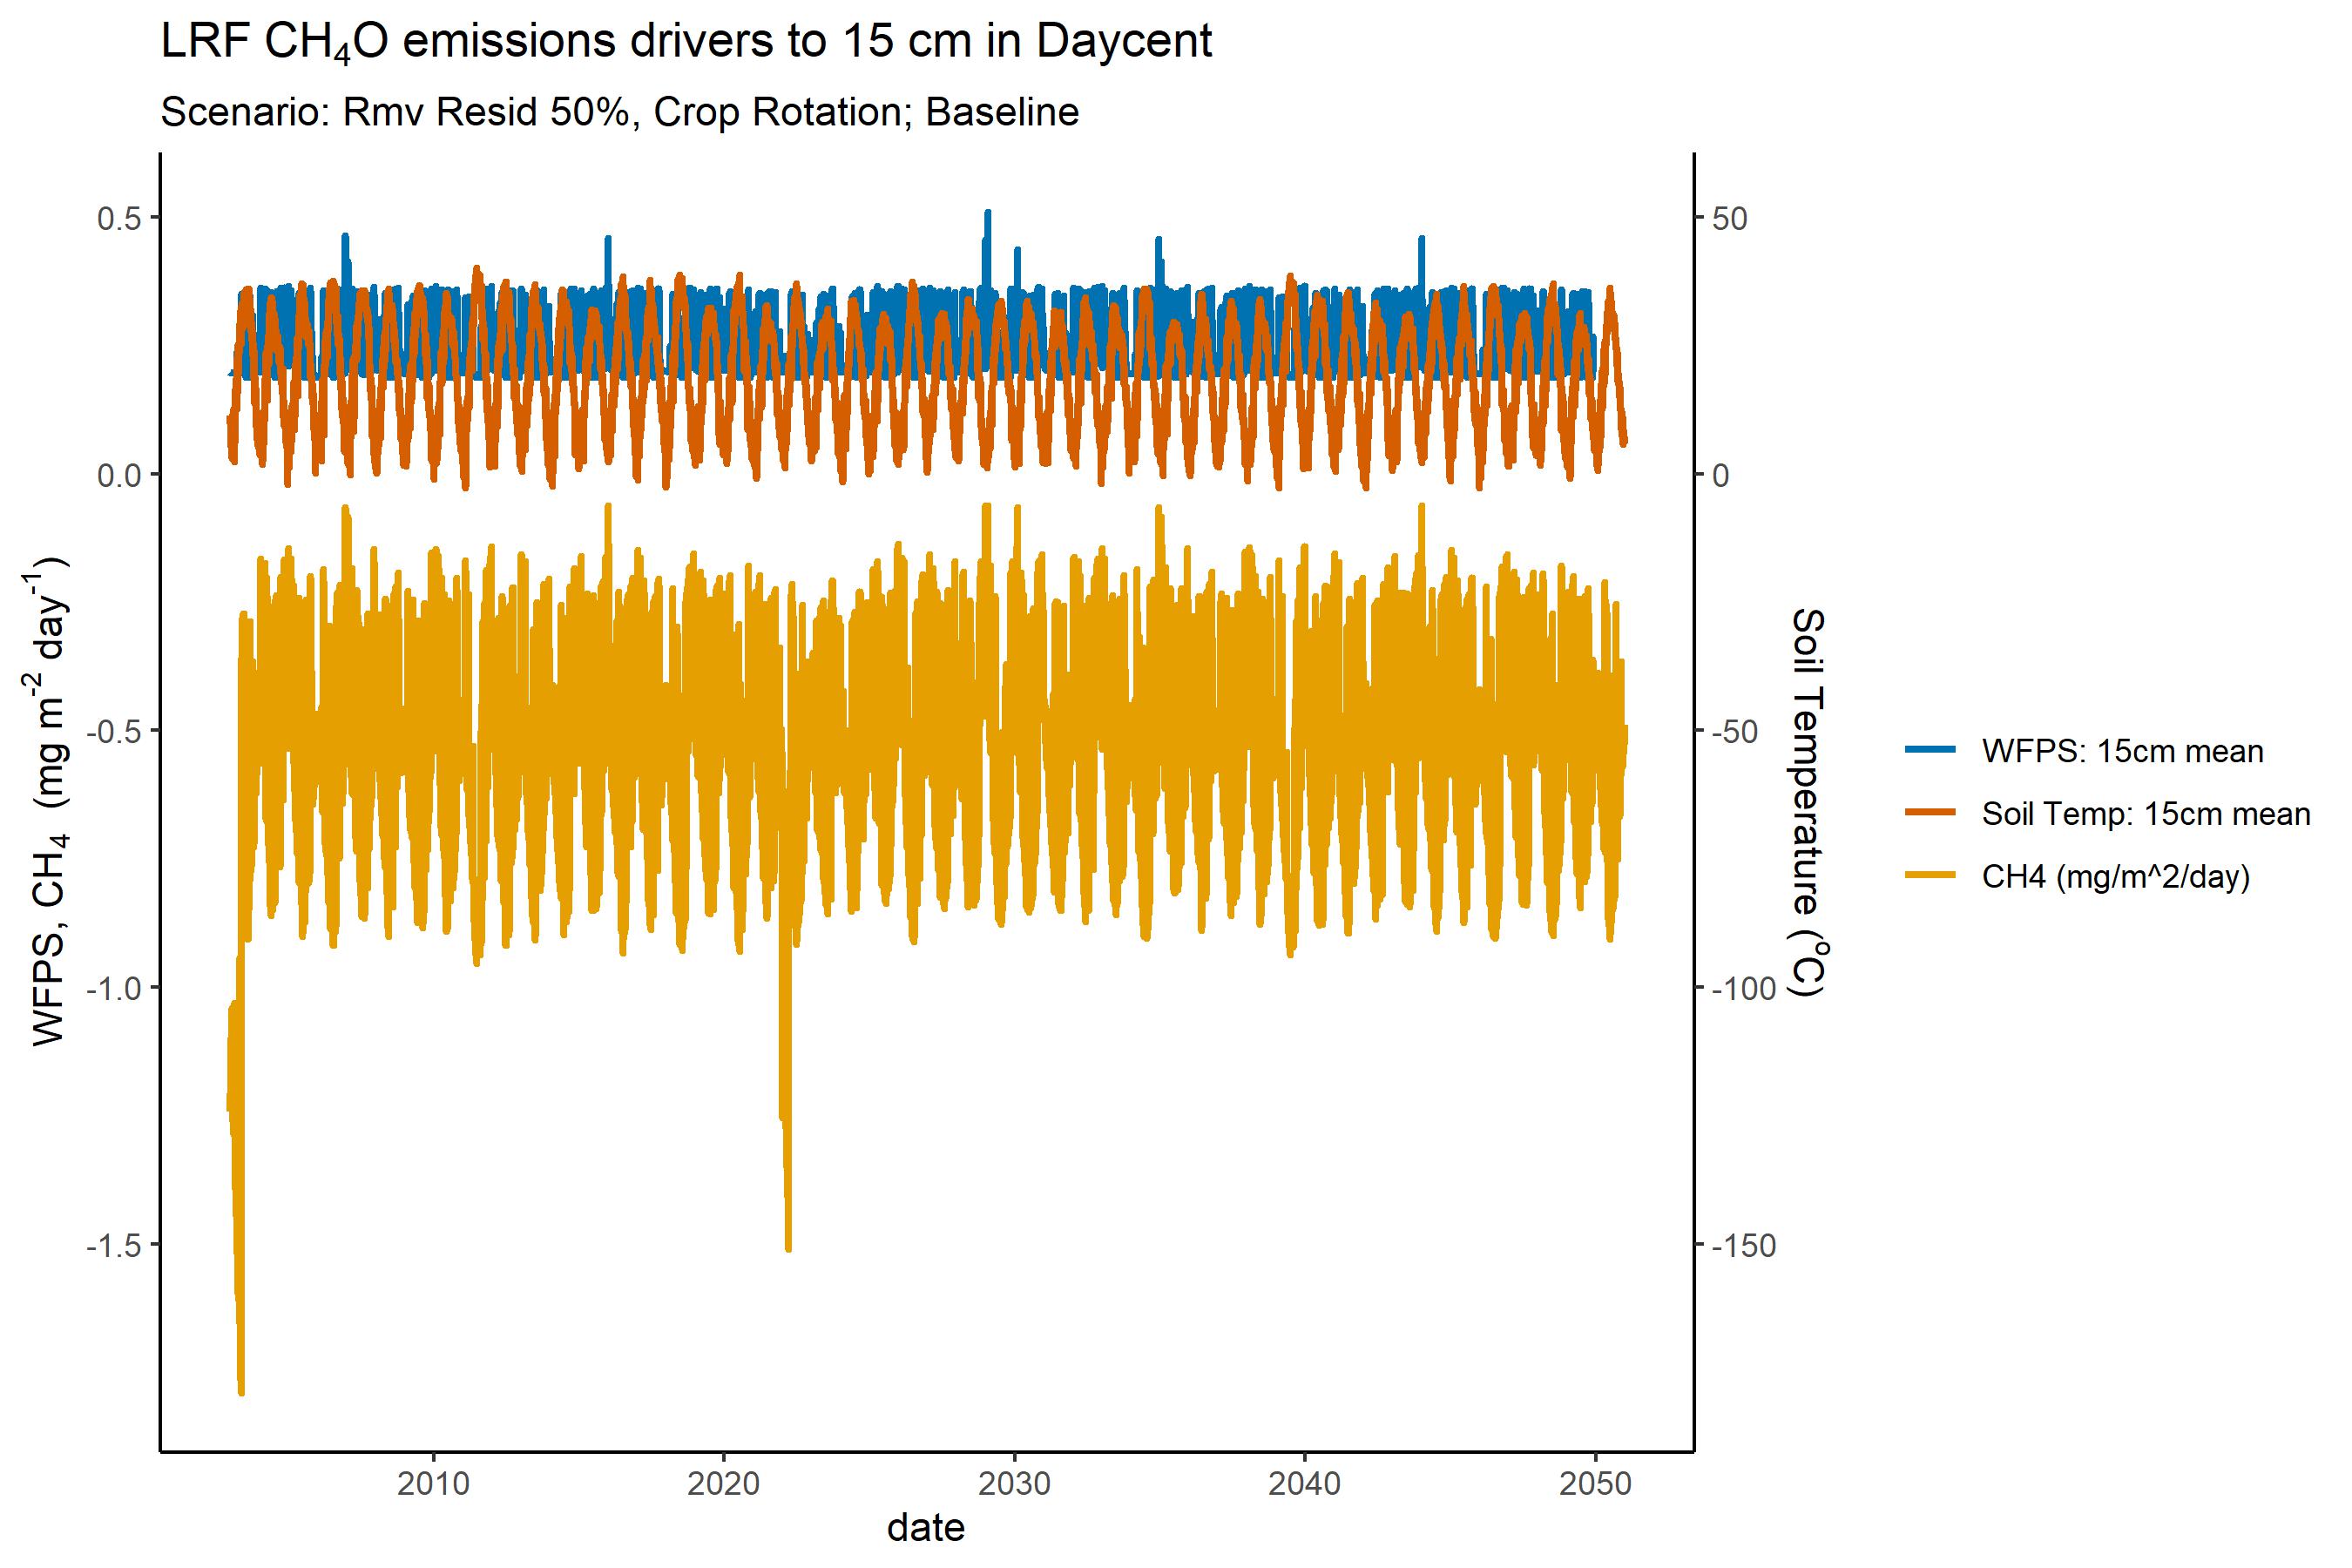 LRF CH₄O emissions drivers to 15 cm in Daycent
Scenario: Rmv Resid 50%, Crop Rotation; Baseline
WFPS, CH₄ (mg m⁻² day⁻¹)
0.5
0.0
-0.5
-1.0
-1.5
50
0
-50
-100
-150
Soil Temperature (°C)
2010
2020
2030
2040
2050
date
WFPS: 15cm mean
Soil Temp: 15cm mean
CH4 (mg/m^2/day)